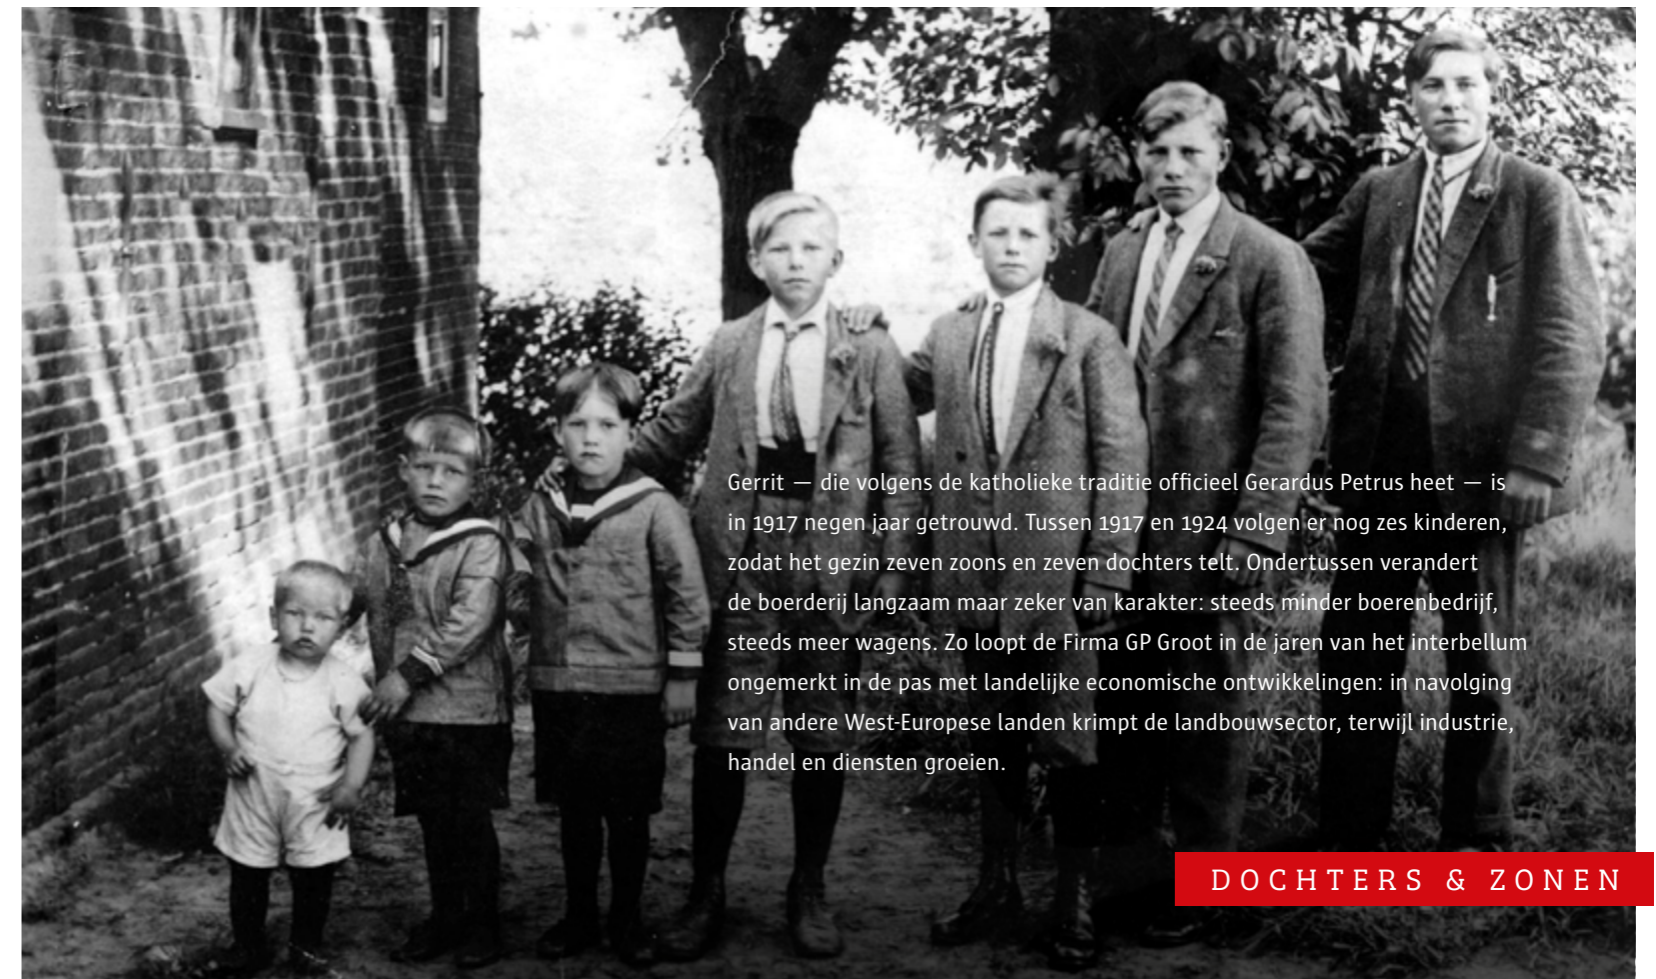 Gerrit — die volgens de katholieke traditie officieel Gerardus Petrus heet — is
in 1917 negen jaar getrouwd. Tussen 1917 en 1924 volgen er nog zes kinderen,
zodat het gezin zeven zoons en zeven dochters telt. Ondertussen verandert
de boerderij langzaam maar zeker van karakter: steeds minder boerenbedrijf,
steeds meer wagens. Zo loopt de Firma GP Groot in de jaren van het interbellum
ongemerkt in de pas met landelijke economische ontwikkelingen: in navolging
van andere West-Europese landen krimpt de landbouwsector, terwijl industrie,
handel en diensten groeien.
DOCHTERS & ZONEN